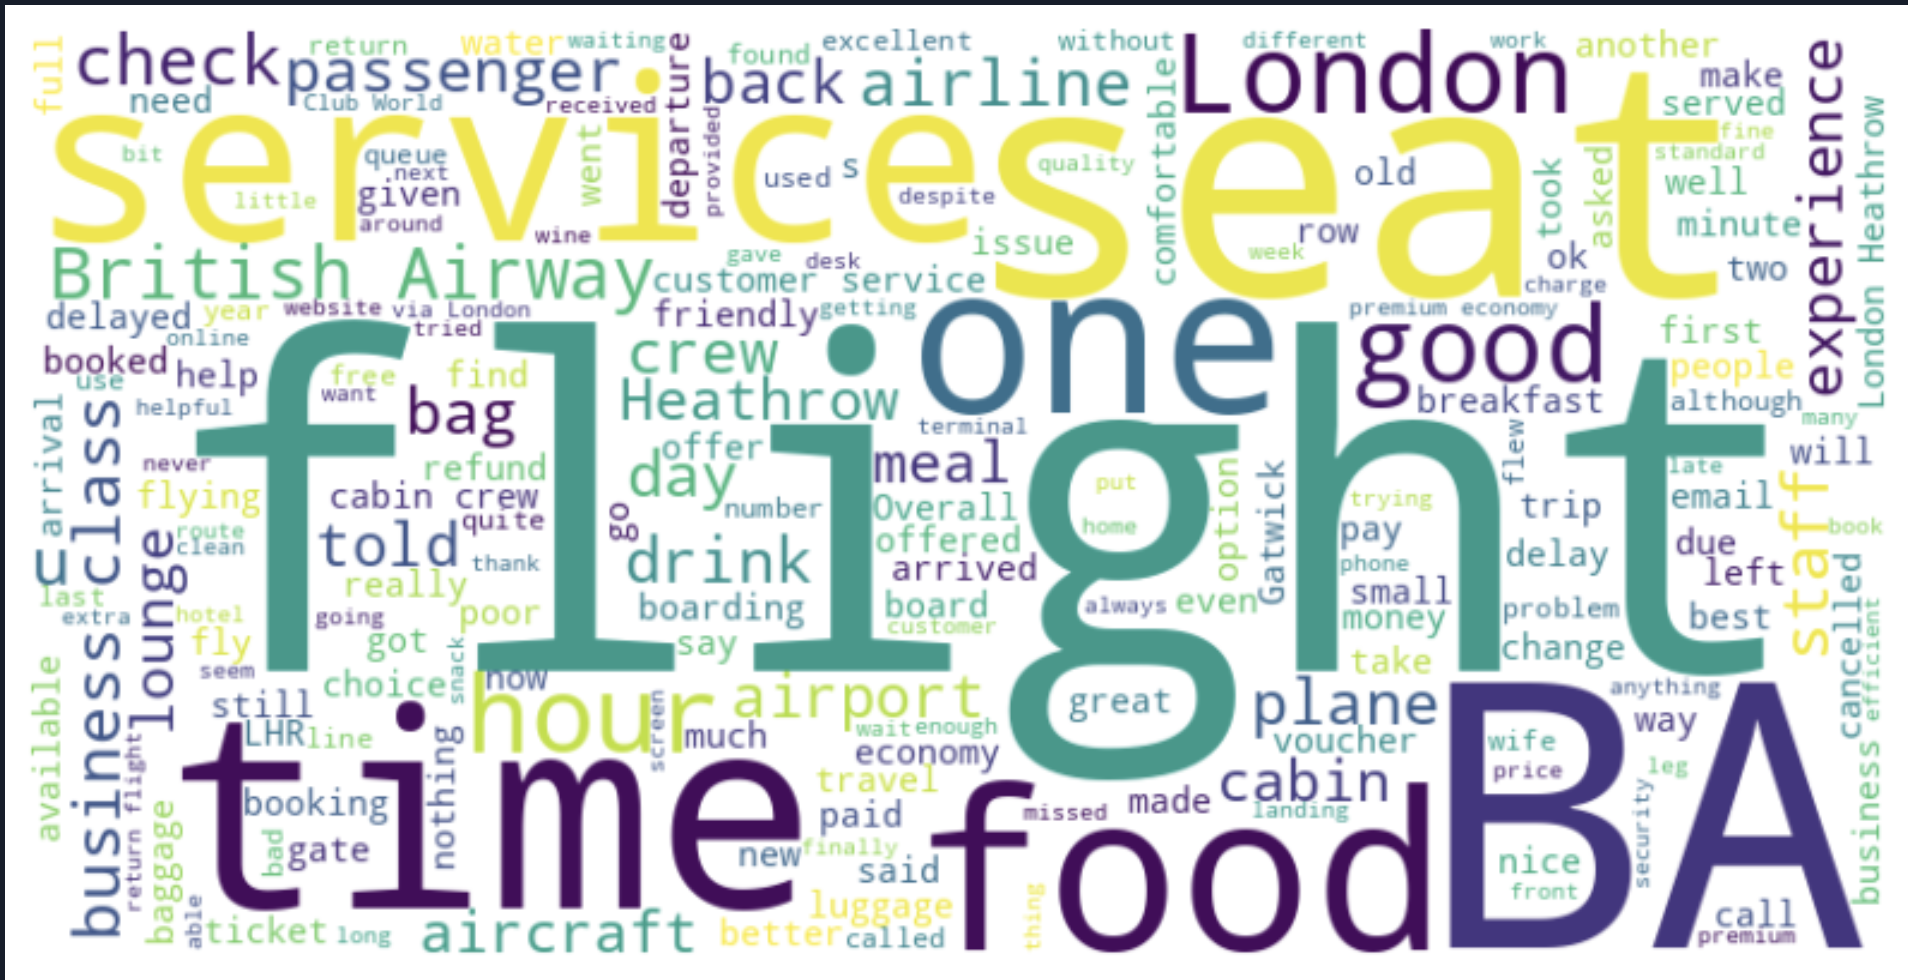 full
check
return
passenger
water
waiting
need
Club World
received
departure
found
back
excellent
airline
without
London
different
work
another
make
served
experience
services
bit
little
queue
next
given
around
went
wine
provided
used
s
despite
comfortable
quality
seat
old
row
week
took
asked
fine
standard
well
minute
London Heathrow
British Airway
customer service
gave
desk
issue
ok
charge
two
delayed
year
website
via London
tried
online
friendly
getting
one
premium economy
good
first
people
booked
help
use
helpful
free
want
find
bag
crew
Heathrow
breakfast
although
many
arrival
business class
never
flying
route
clean
flight
refund
cabin crew
quite
told
thank
really
go
day
offer
number
drink
meal
terminal
Overall
offered
arrived
put
home
option
Gatwick
trying
pay
phone
flew
trip
delay
late
email
will
staff
book
due
left
u
last
extra
lounge
hotel
fly
seem
going
got
poor
boarding
say
board
customer
always
even
small
money
take
problem
change
best
cancelled
efficient
available
still
choice
snack
now
hour
screen
airport
great
plane
anything
way
LHR
line
nothing
much
wait
enough
economy
voucher
BA
wife
price
leg
return flight
baggage
time
booking
bad
gate
travel
paid
new
finally
said
food
missed
made
cabin
landing
nice
front
security
business
able
ticket
long
aircraft
luggage
better
called
thing
call
premium